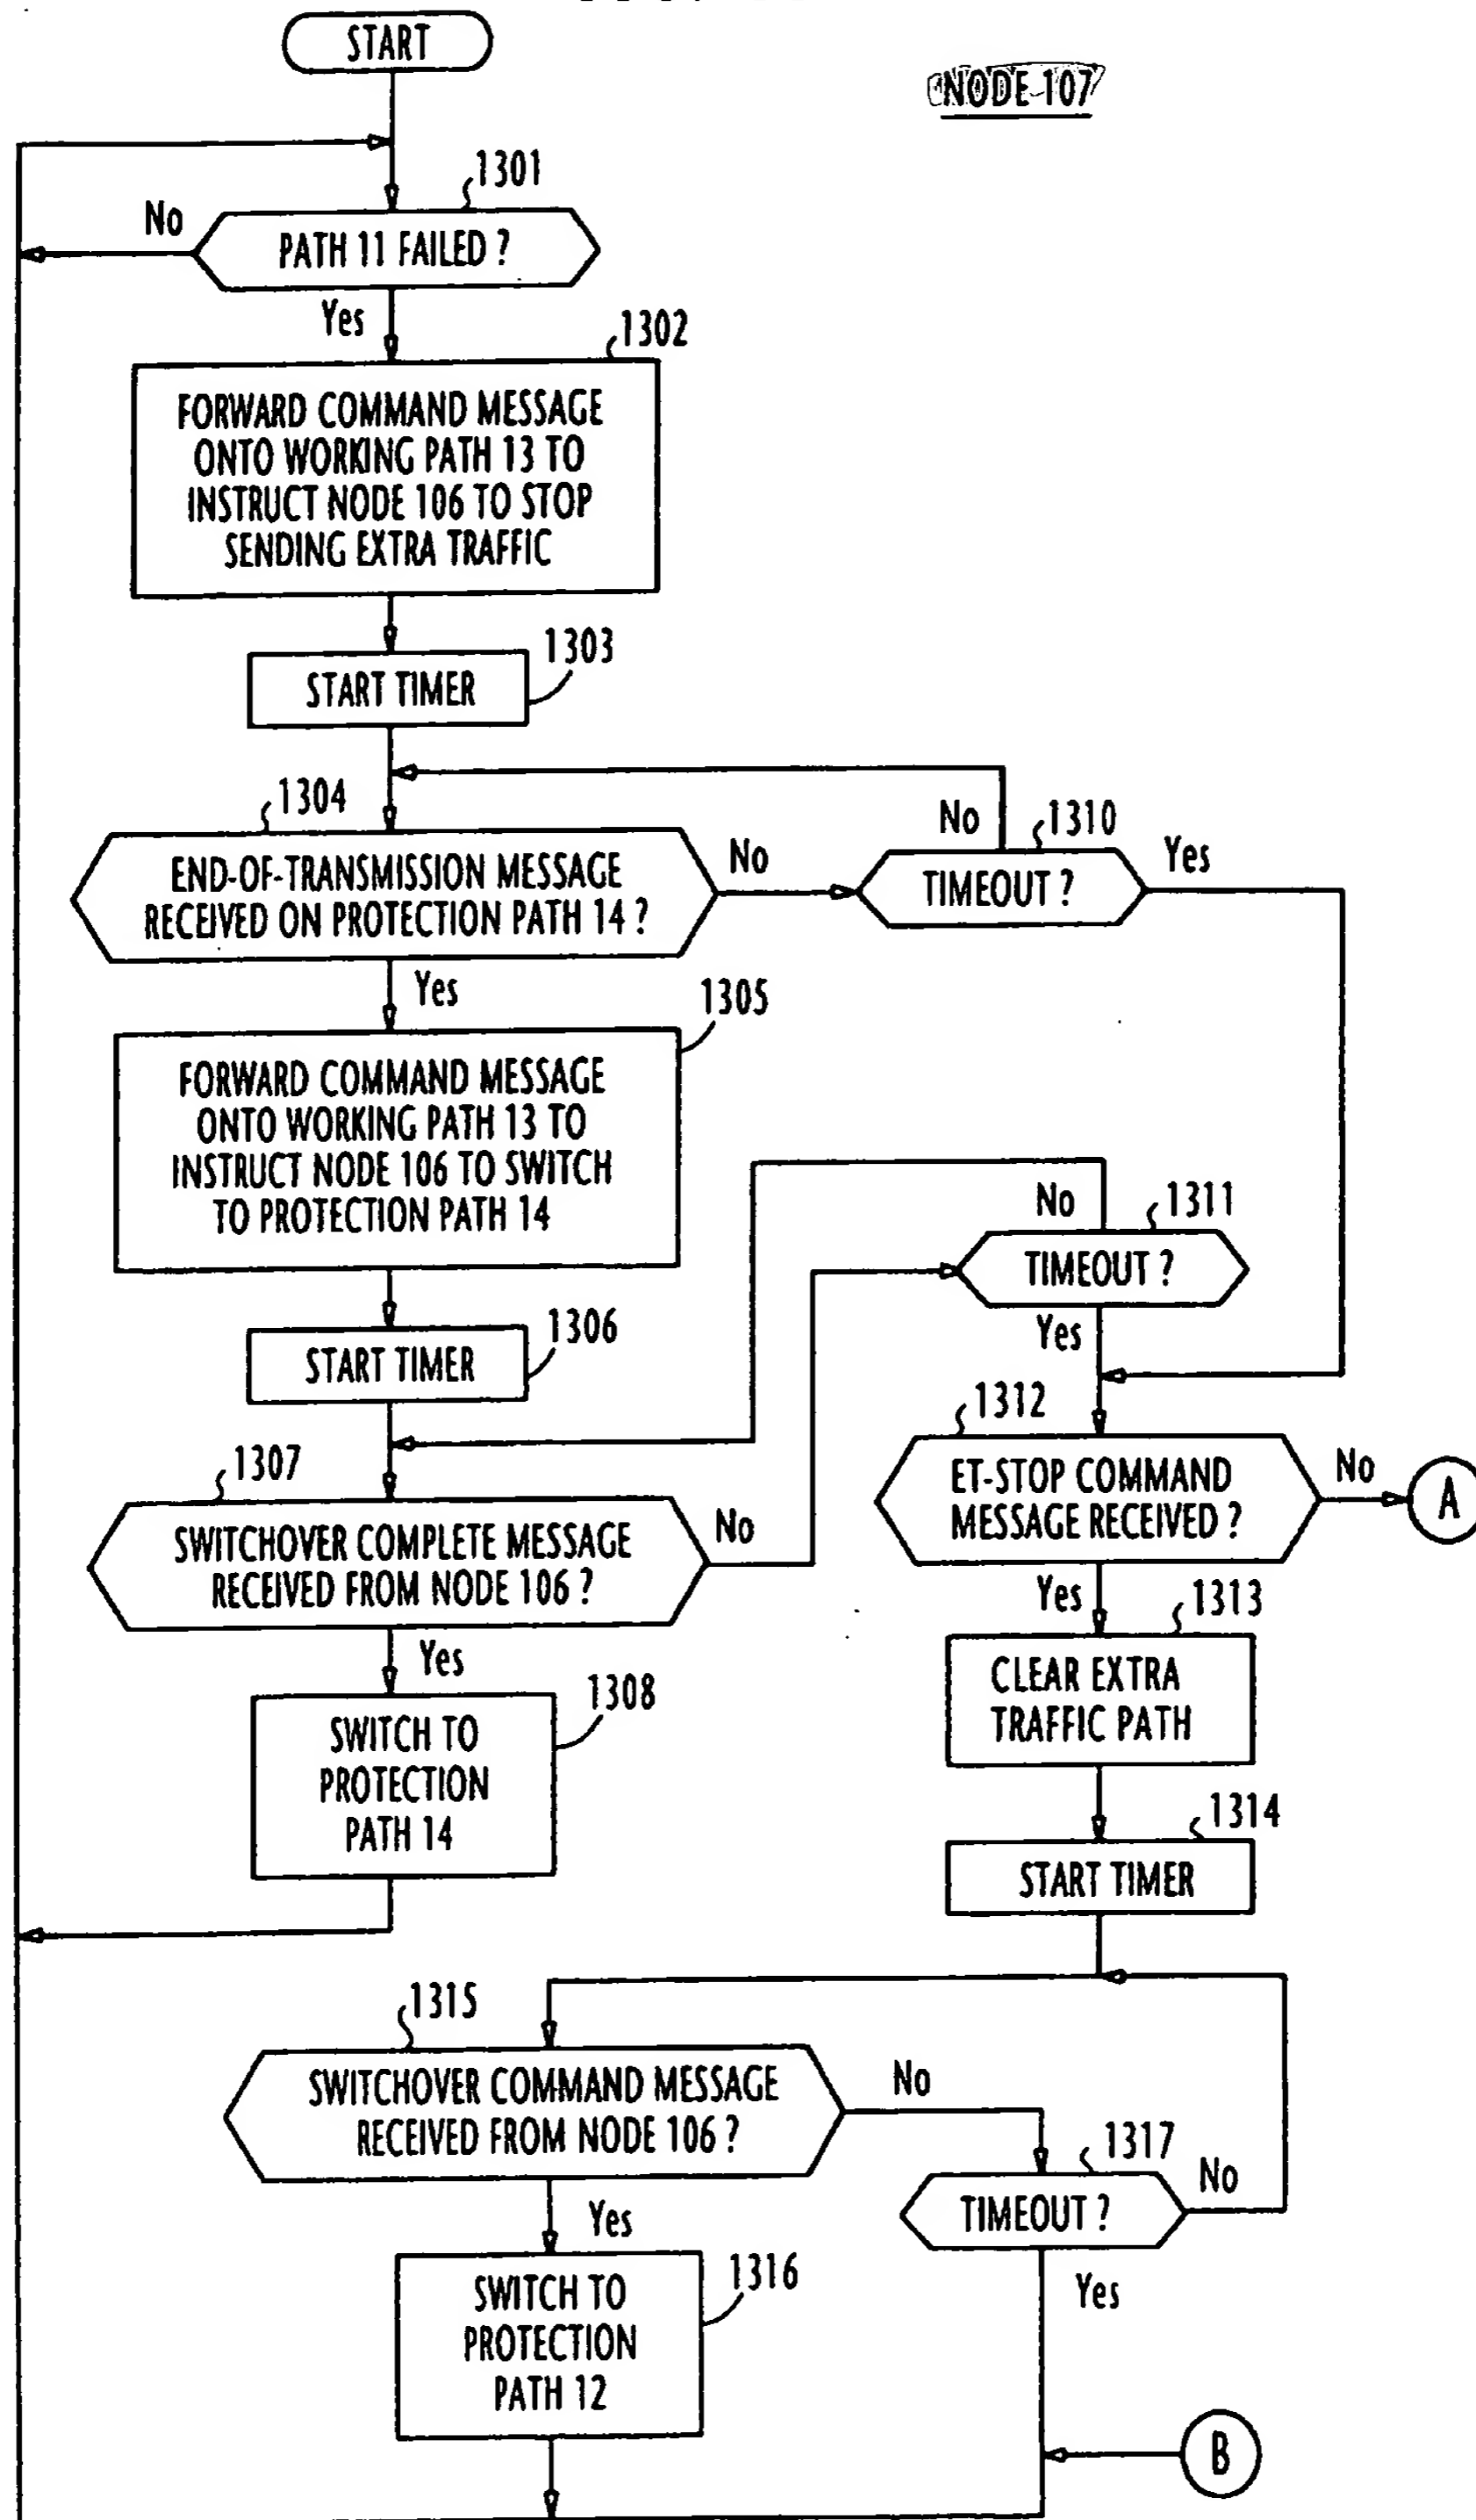 START
NODE 107
1301
No
PATH 11 FAILED ?
Yes
1302
FORWARD COMMAND MESSAGE
ONTO WORKING PATH 13 TO
INSTRUCT NODE 106 TO STOP
SENDING EXTRA TRAFFIC
1303
START TIMER
1304
No
1310
Yes
END-OF-TRANSMISSION MESSAGE
RECEIVED ON PROTECTION PATH 14 ?
No
TIMEOUT ?
Yes
1305
FORWARD COMMAND MESSAGE
ONTO WORKING PATH 13 TO
INSTRUCT NODE 106 TO SWITCH
TO PROTECTION PATH 14
No
1311
TIMEOUT ?
Yes
1306
START TIMER
1312
1307
ET-STOP COMMAND
MESSAGE RECEIVED ?
No
A
SWITCHOVER COMPLETE MESSAGE
RECEIVED FROM NODE 106 ?
No
Yes
1313
Yes
CLEAR EXTRA
TRAFFIC PATH
1308
SWITCH TO
PROTECTION
PATH 14
1314
START TIMER
1315
SWITCHOVER COMMAND MESSAGE
RECEIVED FROM NODE 106 ?
No
1317
No
TIMEOUT ?
Yes
Yes
1316
SWITCH TO
PROTECTION
PATH 12
B